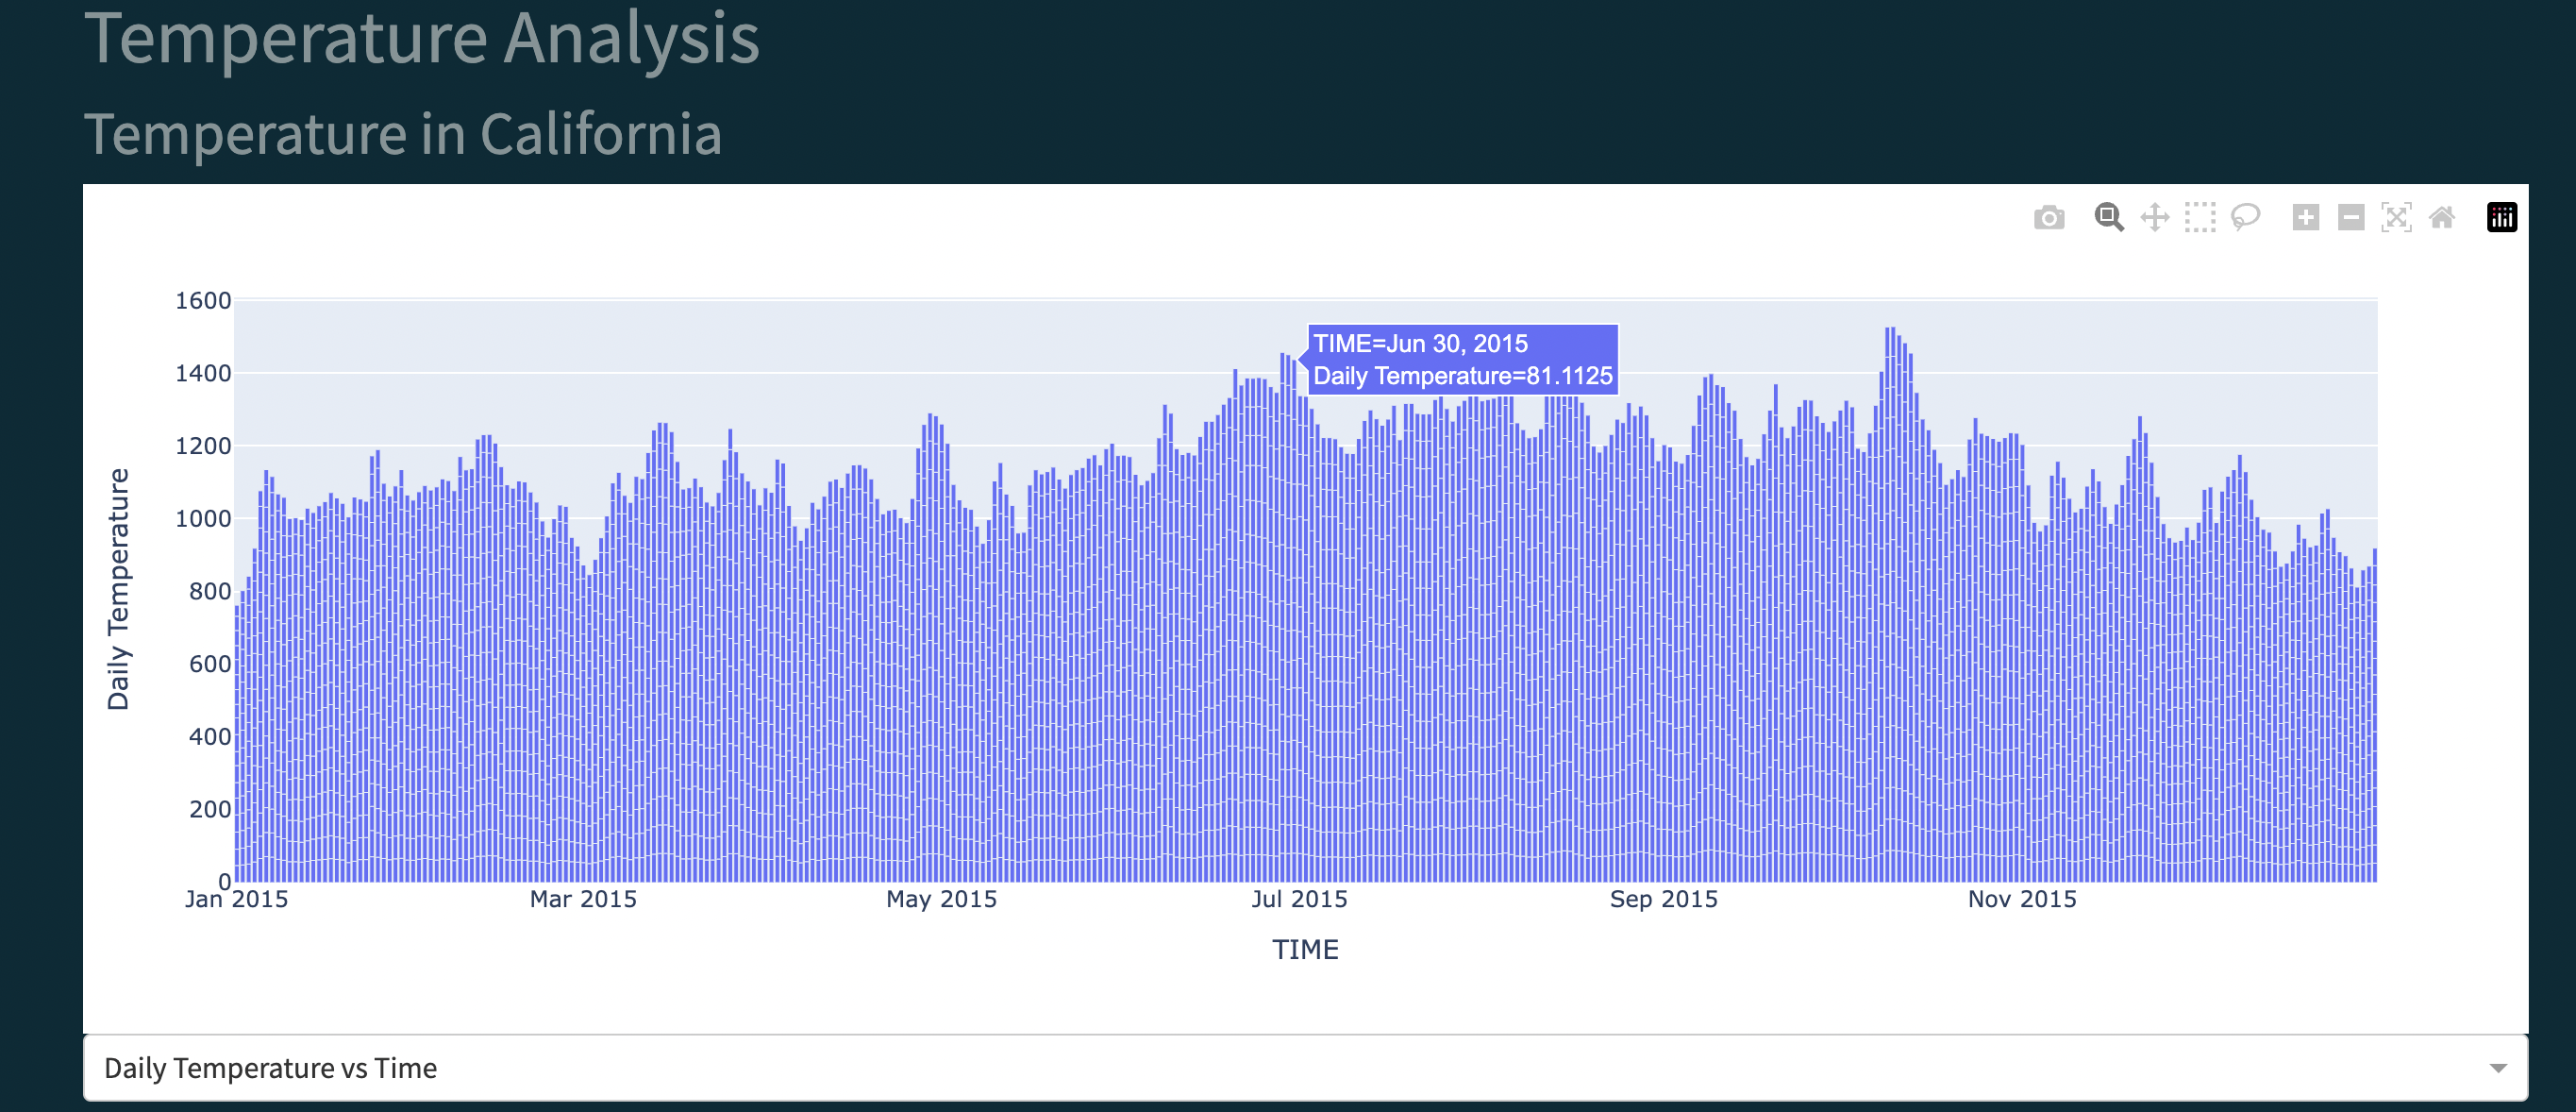 Temperature Analysis
Temperature in California
1600
1400
1200
1000
800
600
400
200
0
Daily Temperature
TIME=Jun 30, 2015
Daily Temperature=81.1125
Jan 2015
Mar 2015
May 2015
Jul 2015
Sep 2015
Nov 2015
TIME
Daily Temperature vs Time